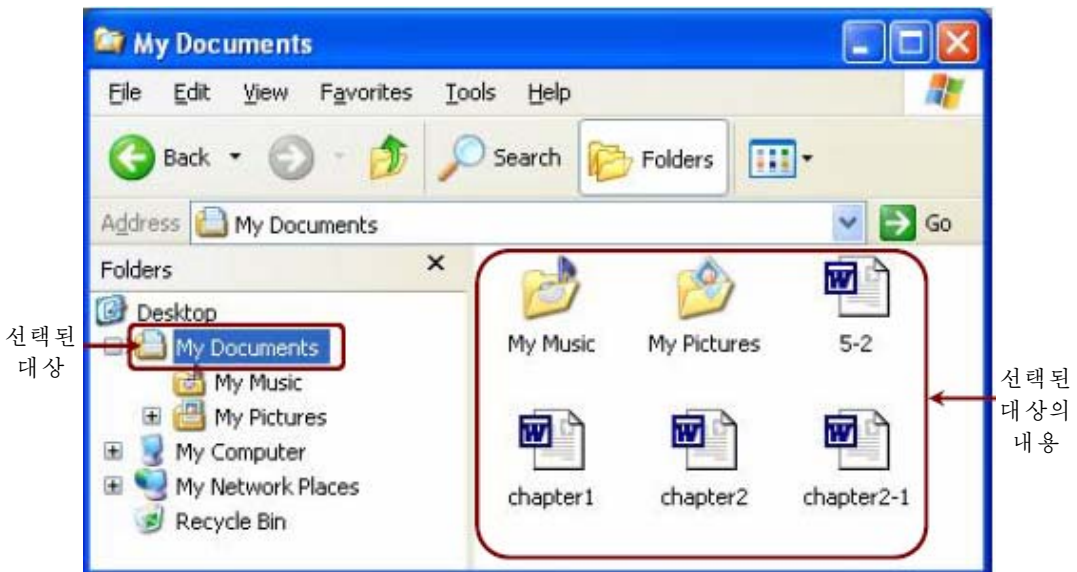 My Documents
File Edit View Favorites Tools Help
Back Search Folders
Address My Documents Go
Folders
Desktop
My Documents
My Music
My Pictures
My Computer
My Network Places
Recycle Bin
My Music My Pictures 5-2
chapter1 chapter2 chapter2-1
선택된
대상
선택된
대상의
내용